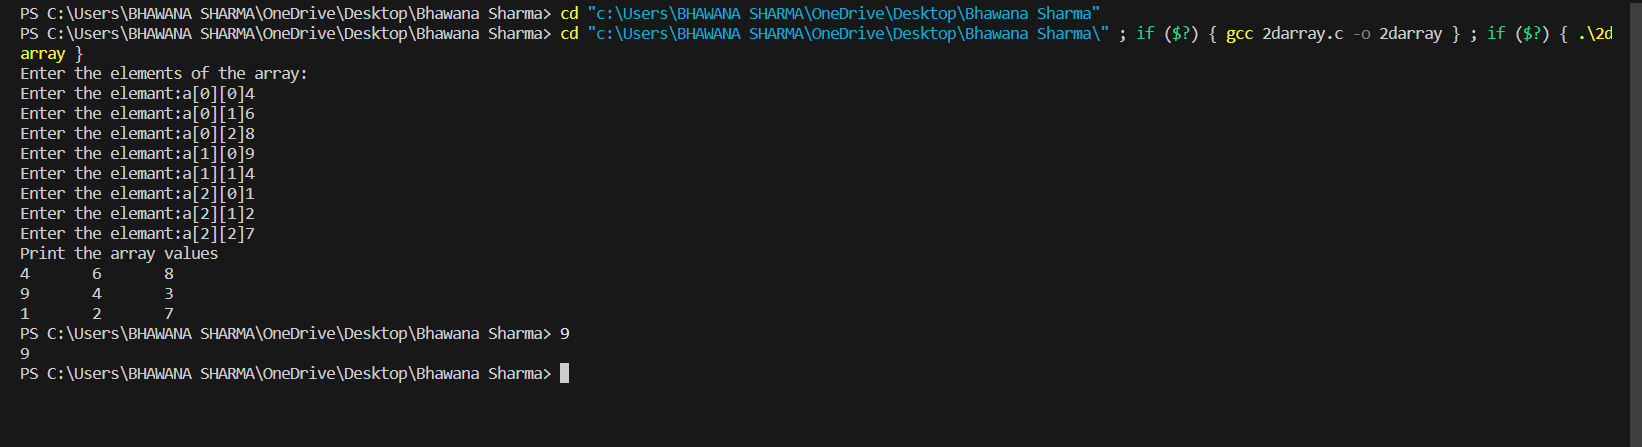 PS C:\Users\BHAWANA SHARMA\OneDrive\Desktop\Bhawana Sharma> cd "c:\Users\BHAWANA SHARMA\OneDrive\Desktop\Bhawana Sharma"
PS C:\Users\BHAWANA SHARMA\OneDrive\Desktop\Bhawana Sharma> cd "c:\Users\BHAWANA SHARMA\OneDrive\Desktop\Bhawana Sharma\" ; if ($?) { gcc 2darray.c -o 2darray } ; if ($?) { .\2d
array }
Enter the elements of the array:
Enter the elemant:a[0][0]4
Enter the elemant:a[0][1]6
Enter the elemant:a[0][2]8
Enter the elemant:a[1][0]9
Enter the elemant:a[1][1]4
Enter the elemant:a[2][0]1
Enter the elemant:a[2][1]2
Enter the elemant:a[2][2]7
Print the array values
4 6 8
9 4 3
1 2 7
PS C:\Users\BHAWANA SHARMA\OneDrive\Desktop\Bhawana Sharma> 9
9
PS C:\Users\BHAWANA SHARMA\OneDrive\Desktop\Bhawana Sharma>